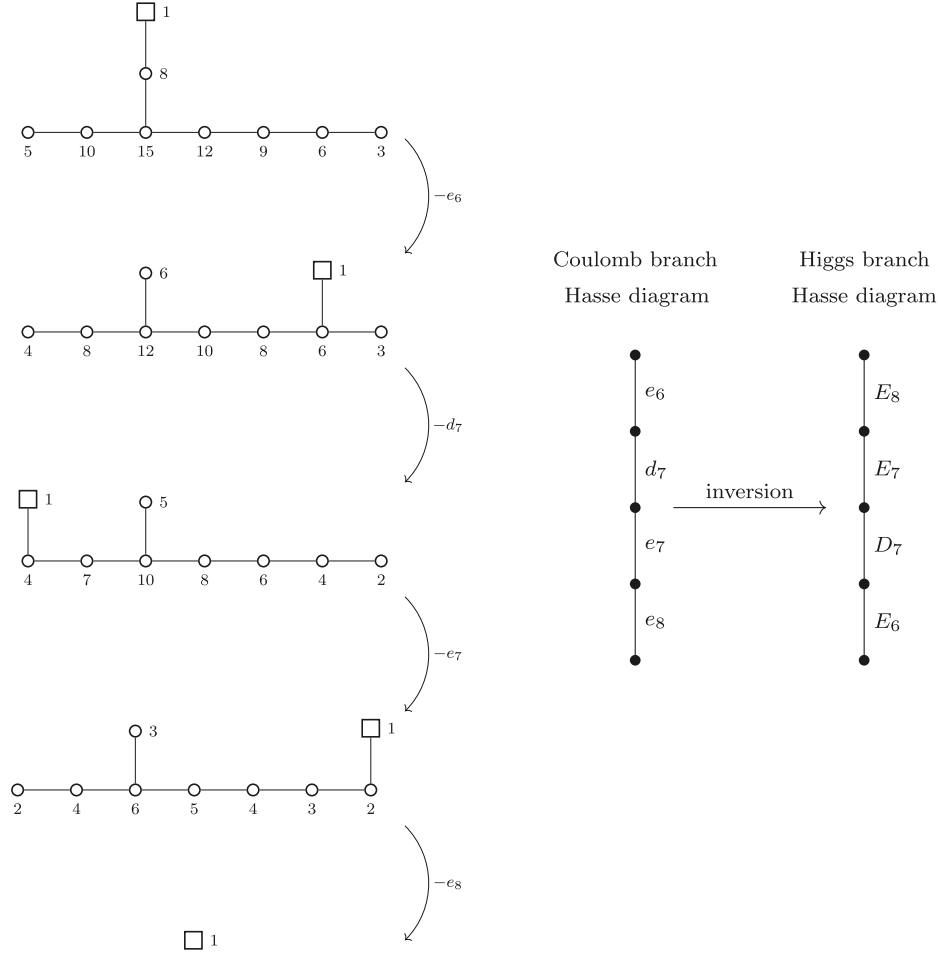 1
8
5 10 15 12 9 6 3
−e₆
6 1
4 8 12 10 8 6 3
−d₇
1 5
4 7 10 8 6 4 2
−e₇
3 1
2 4 6 5 4 3 2
−e₈
1
Coulomb branch
Hasse diagram
e₆
d₇
e₇
e₈
inversion
Higgs branch
Hasse diagram
E₈
E₇
D₇
E₆